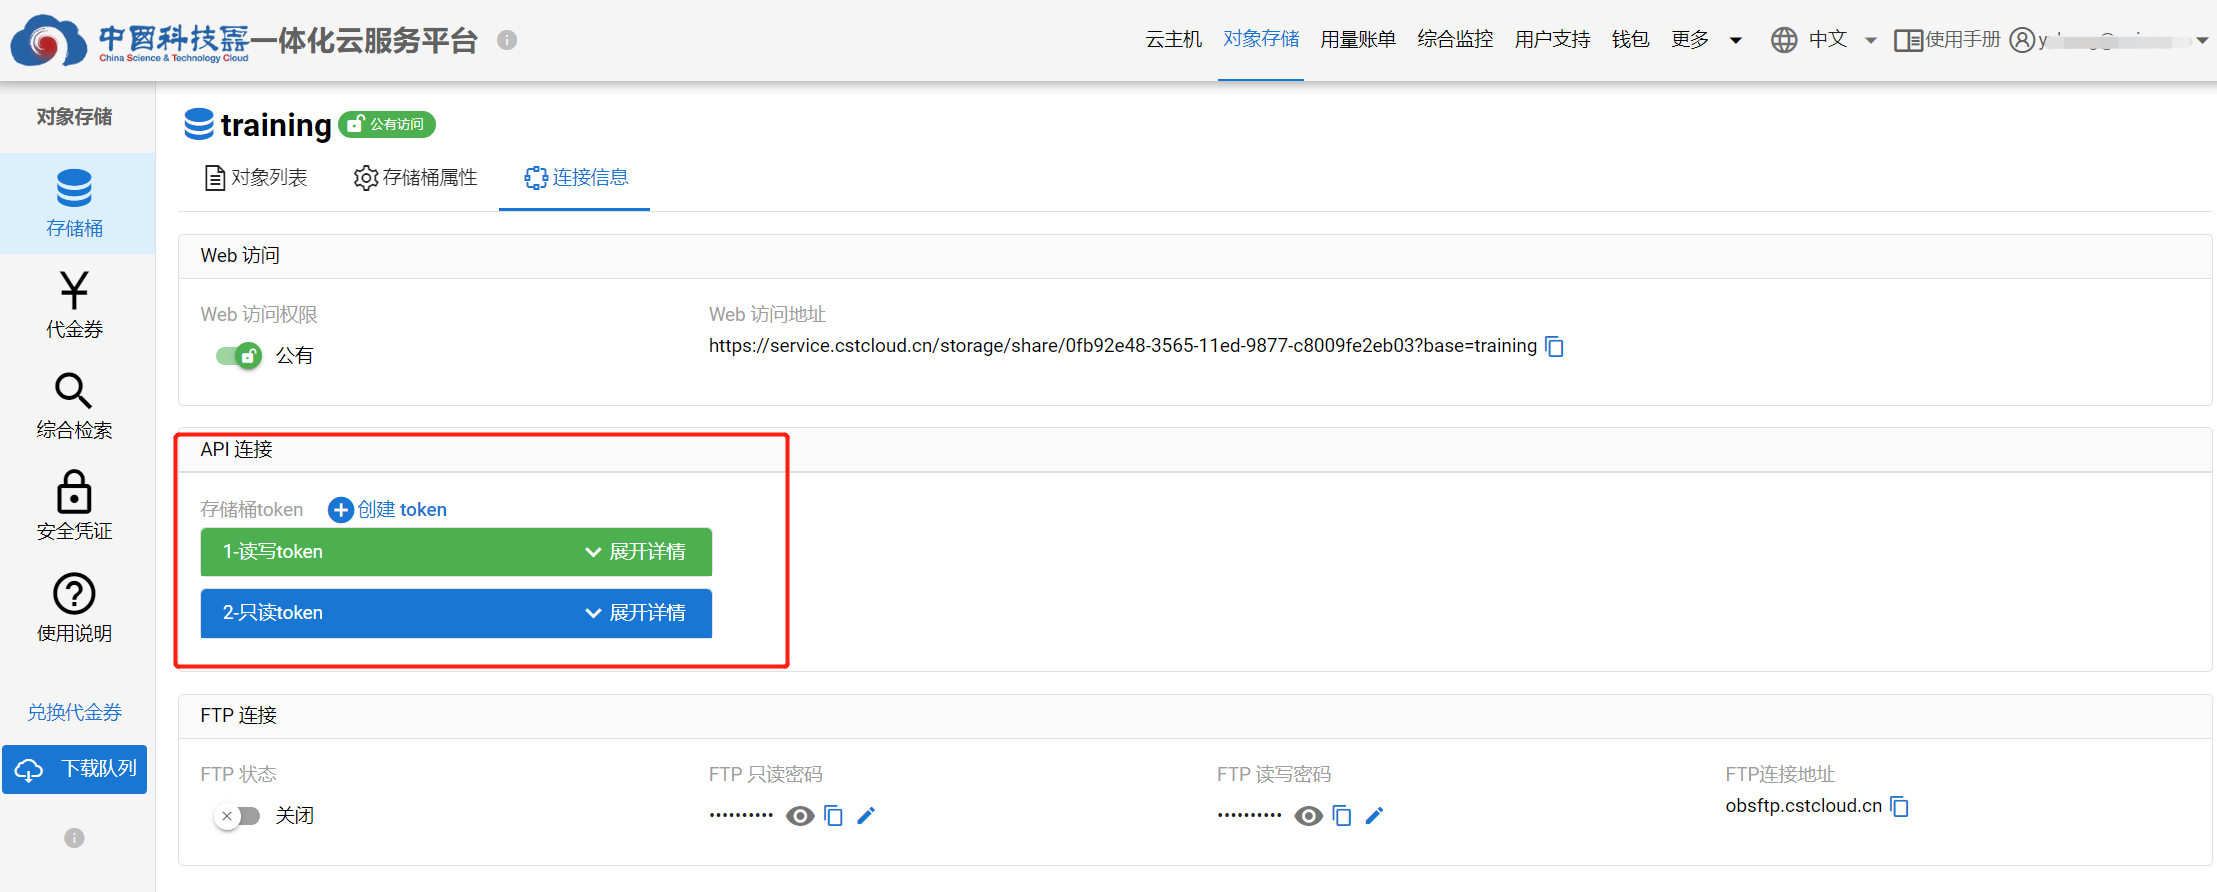 中国科技云一体化云服务平台
China Science & Technology Cloud
云主机 对象存储 用量账单 综合监控 用户支持 钱包 更多 中文 使用手册
对象存储
存储桶
代金券
综合检索
安全凭证
使用说明
兑换代金券
下载队列
training 公有访问
对象列表 存储桶属性 连接信息
Web 访问
Web 访问权限 Web 访问地址
公有 https://service.cstcloud.cn/storage/share/0fb92e48-3565-11ed-9877-c8009fe2eb03?base=training
API 连接
存储桶token 创建 token
1-读写token 展开详情
2-只读token 展开详情
FTP 连接
FTP 状态 FTP 只读密码 FTP 读写密码 FTP连接地址
关闭 •••••••••• •••••••••• obsftp.cstcloud.cn